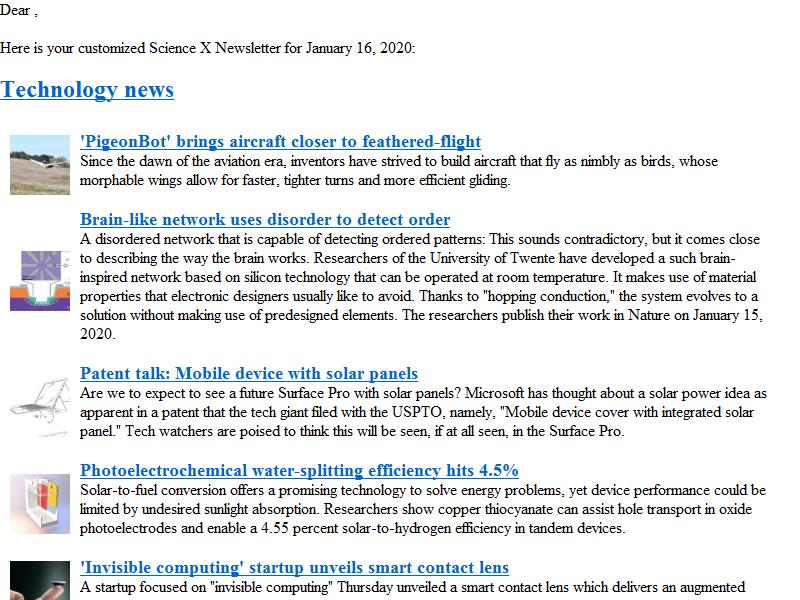 Dear ,
Here is your customized Science X Newsletter for January 16, 2020:
Technology news
'PigeonBot' brings aircraft closer to feathered-flight
Since the dawn of the aviation era, inventors have strived to build aircraft that fly as nimbly as birds, whose
morphable wings allow for faster, tighter turns and more efficient gliding.
Brain-like network uses disorder to detect order
A disordered network that is capable of detecting ordered patterns: This sounds contradictory, but it comes close
to describing the way the brain works. Researchers of the University of Twente have developed a such brain-
inspired network based on silicon technology that can be operated at room temperature. It makes use of material
properties that electronic designers usually like to avoid. Thanks to "hopping conduction," the system evolves to a
solution without making use of predesigned elements. The researchers publish their work in Nature on January 15,
2020.
Patent talk: Mobile device with solar panels
Are we to expect to see a future Surface Pro with solar panels? Microsoft has thought about a solar power idea as
apparent in a patent that the tech giant filed with the USPTO, namely, "Mobile device cover with integrated solar
panel." Tech watchers are poised to think this will be seen, if at all seen, in the Surface Pro.
Photoelectrochemical water-splitting efficiency hits 4.5%
Solar-to-fuel conversion offers a promising technology to solve energy problems, yet device performance could be
limited by undesired sunlight absorption. Researchers show copper thiocyanate can assist hole transport in oxide
photoelectrodes and enable a 4.55 percent solar-to-hydrogen efficiency in tandem devices.
'Invisible computing' startup unveils smart contact lens
A startup focused on "invisible computing" Thursday unveiled a smart contact lens which delivers an augmented